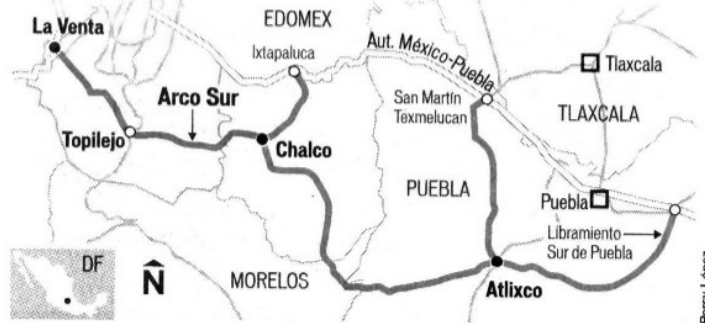 La Venta
EDOMEX
Ixtapaluca
Aut. México-Puebla
Tlaxcala
Arco Sur
San Martín
Texmelucan
TLAXCALA
Topilejo
Chalco
PUEBLA
Puebla
Libramiento
Sur de Puebla
DF
N
MORELOS
Atlixco